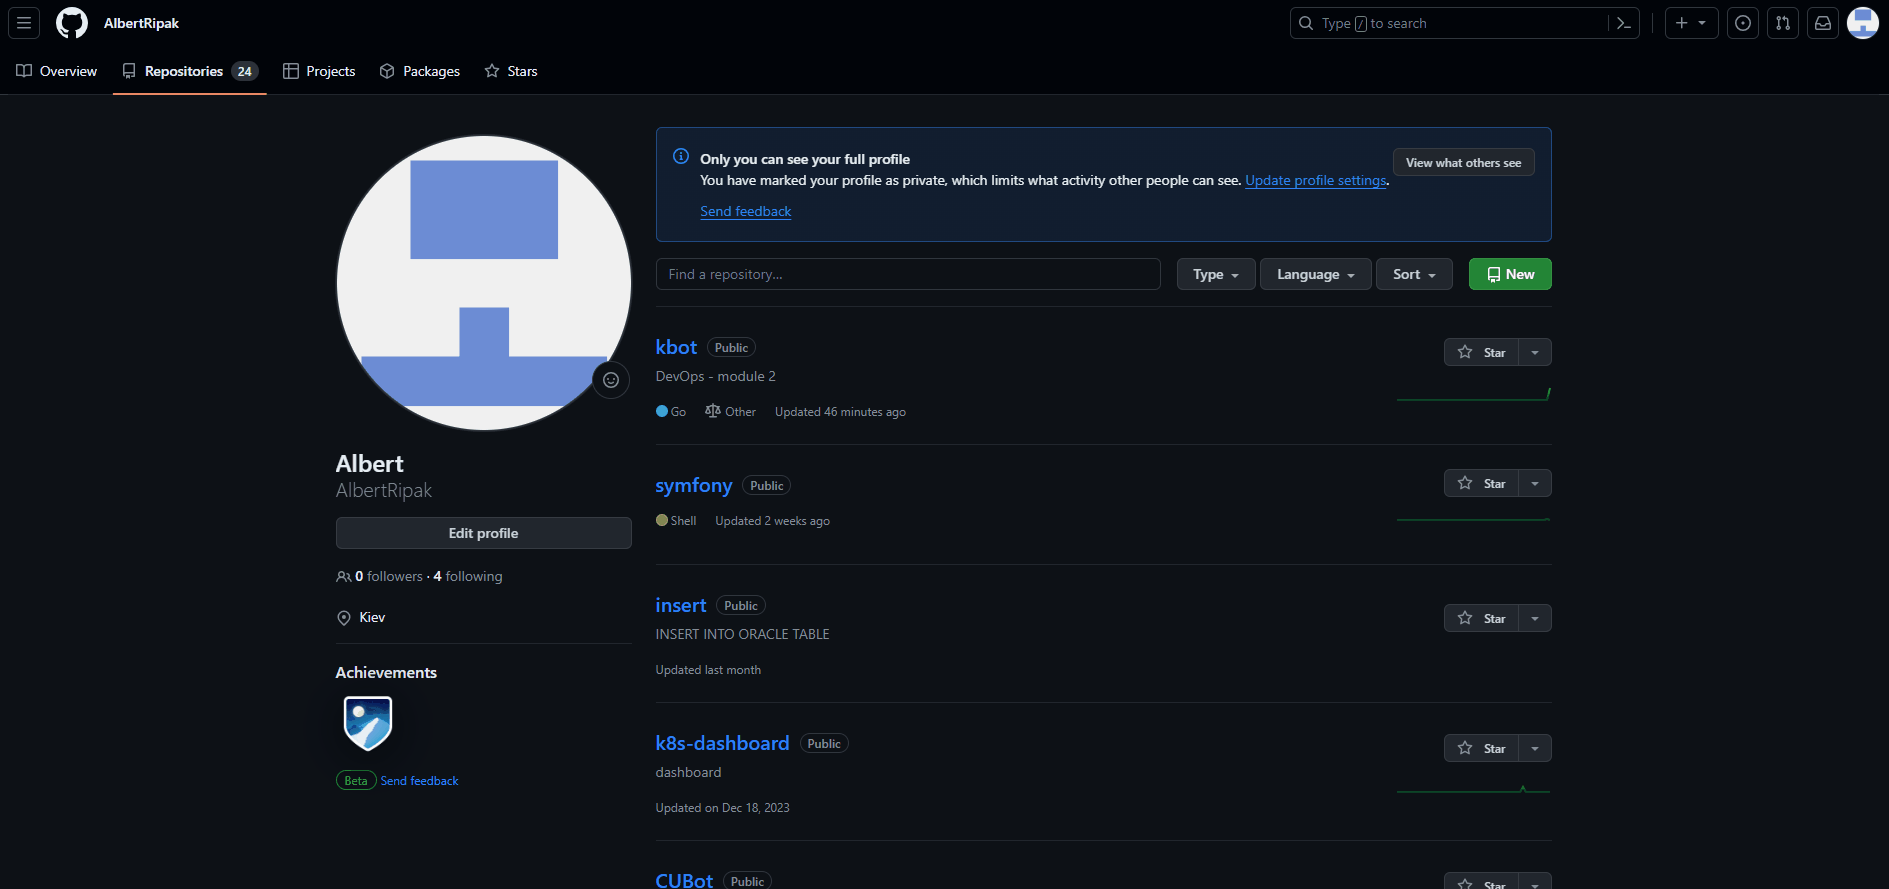 AlbertRipak
Type / to search
Overview
Repositories 24
Projects
Packages
Stars
Only you can see your full profile
You have marked your profile as private, which limits what activity other people can see. Update profile settings.
Send feedback
View what others see
Find a repository...
Type
Language
Sort
New
Albert
AlbertRipak
Edit profile
0 followers · 4 following
Kiev
Achievements
Beta Send feedback
kbot Public
Star
DevOps - module 2
Go Other Updated 46 minutes ago
symfony Public
Star
Shell Updated 2 weeks ago
insert Public
Star
INSERT INTO ORACLE TABLE
Updated last month
k8s-dashboard Public
Star
dashboard
Updated on Dec 18, 2023
CUBot Public
Star